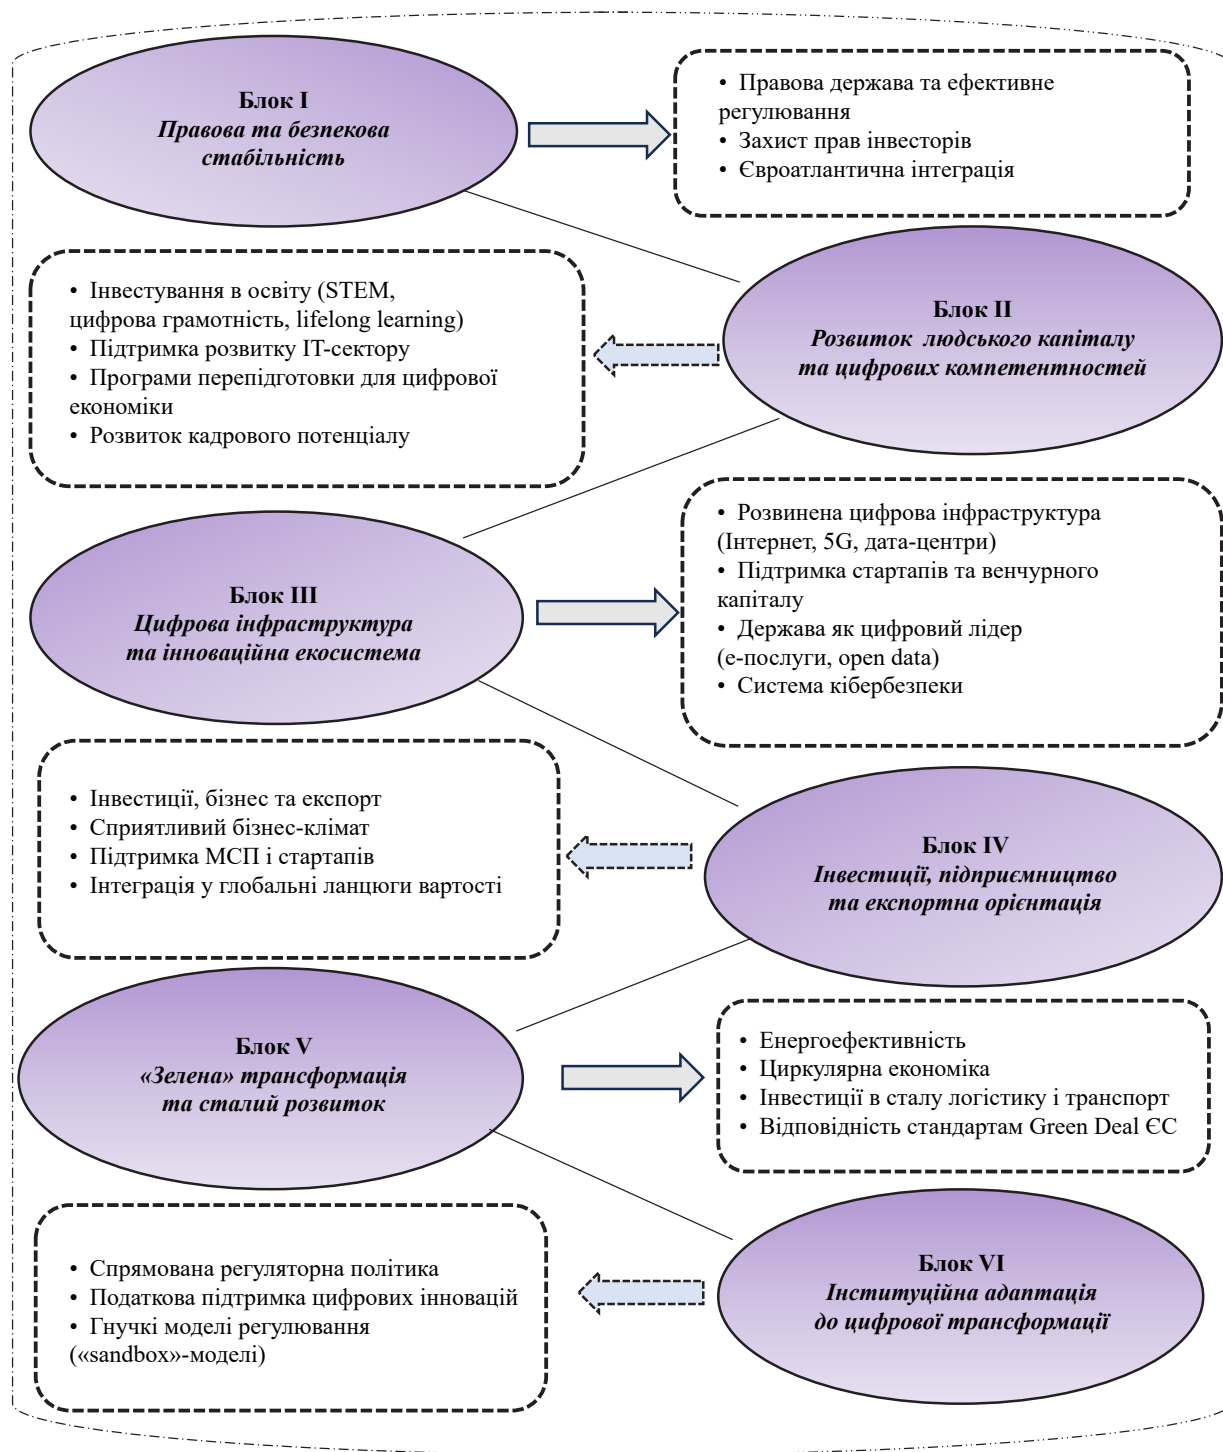 Блок I
Правова та безпекова
стабільність
• Правова держава та ефективне
регулювання
• Захист прав інвесторів
• Євроатлантична інтеграція
Блок II
Розвиток людського капіталу
та цифрових компетентностей
• Інвестування в освіту (STEM,
цифрова грамотність, lifelong learning)
• Підтримка розвитку ІТ-сектору
• Програми перепідготовки для цифрової
економіки
• Розвиток кадрового потенціалу
Блок III
Цифрова інфраструктура
та інноваційна екосистема
• Розвинена цифрова інфраструктура
(Інтернет, 5G, дата-центри)
• Підтримка стартапів та венчурного
капіталу
• Держава як цифровий лідер
(е-послуги, open data)
• Система кібербезпеки
Блок IV
Інвестиції, підприємництво
та експортна орієнтація
• Інвестиції, бізнес та експорт
• Сприятливий бізнес-клімат
• Підтримка МСП і стартапів
• Інтеграція у глобальні ланцюги вартості
Блок V
«Зелена» трансформація
та сталий розвиток
• Енергоефективність
• Циркулярна економіка
• Інвестиції в сталу логістику і транспорт
• Відповідність стандартам Green Deal ЄС
Блок VI
Інституційна адаптація
до цифрової трансформації
• Спрямована регуляторна політика
• Податкова підтримка цифрових інновацій
• Гнучкі моделі регулювання
(«sandbox»-моделі)